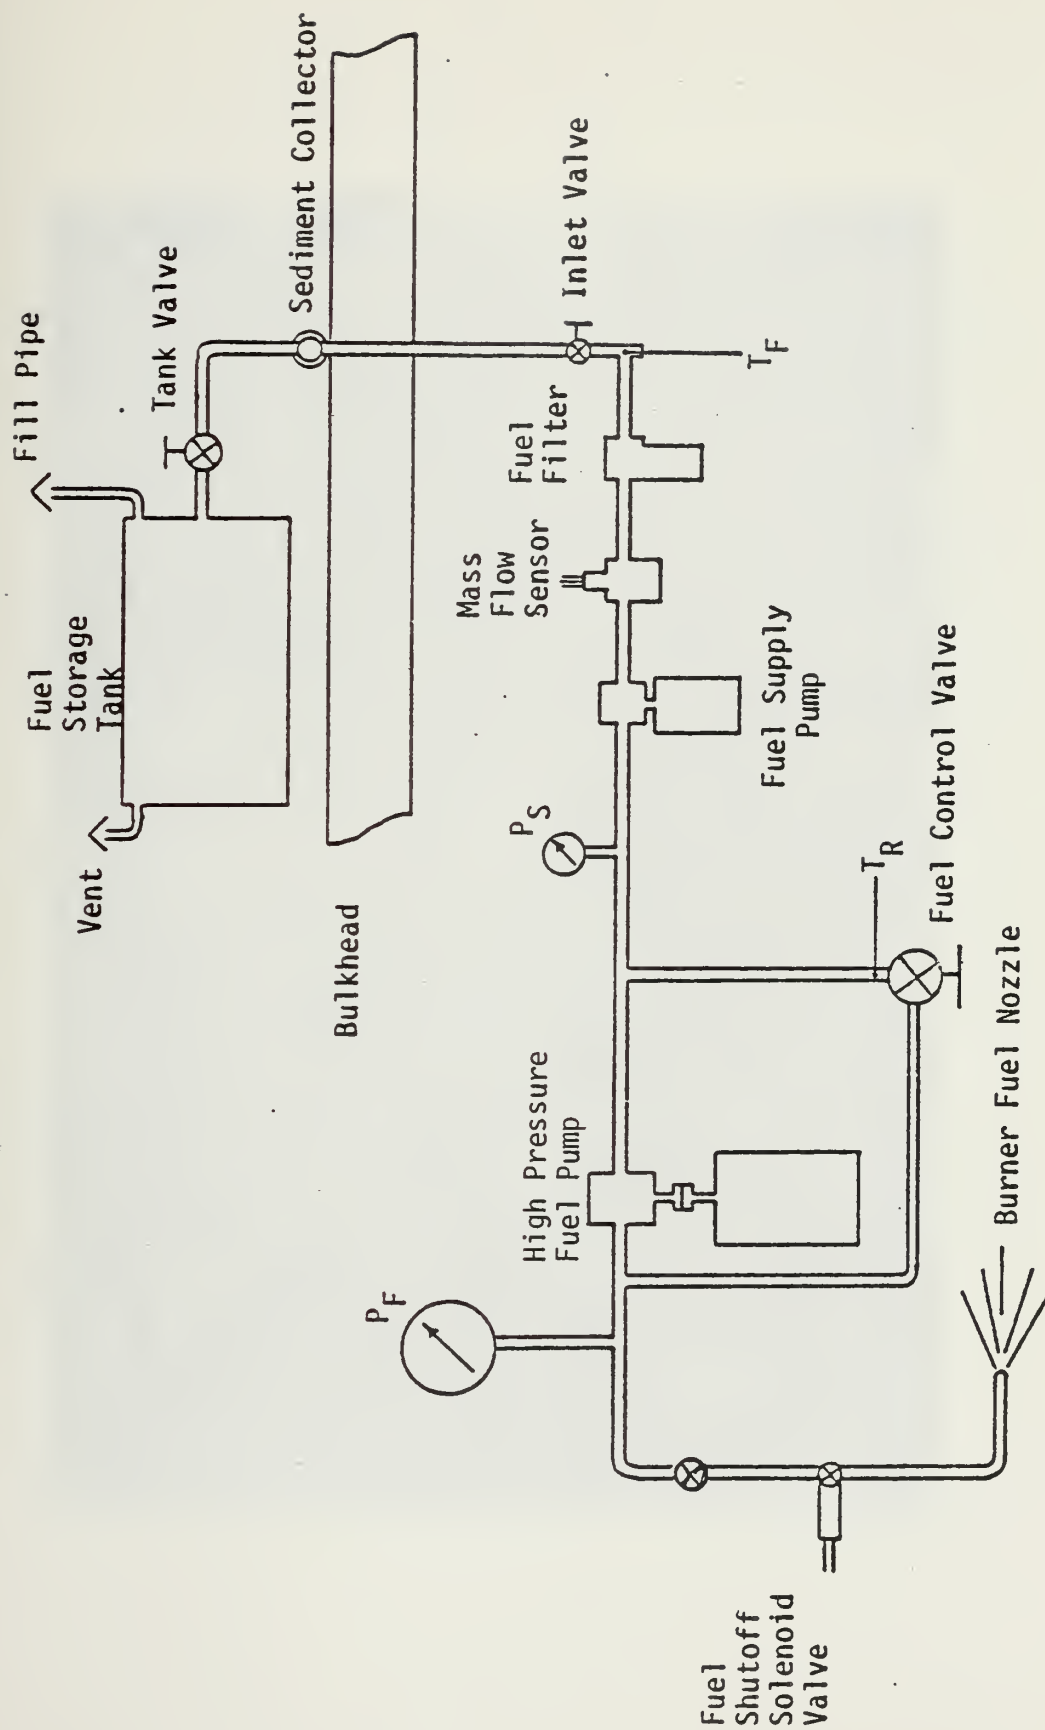 Fill Pipe
Tank Valve
Sediment Collector
Fuel
Storage
Tank
Vent
Bulkhead
Inlet Valve
T_F
Fuel
Filter
Mass
Flow
Sensor
Fuel Supply
Pump
P_S
T_R
Fuel Control Valve
High Pressure
Fuel Pump
P_F
Burner Fuel Nozzle
Fuel
Shutoff
Solenoid
Valve